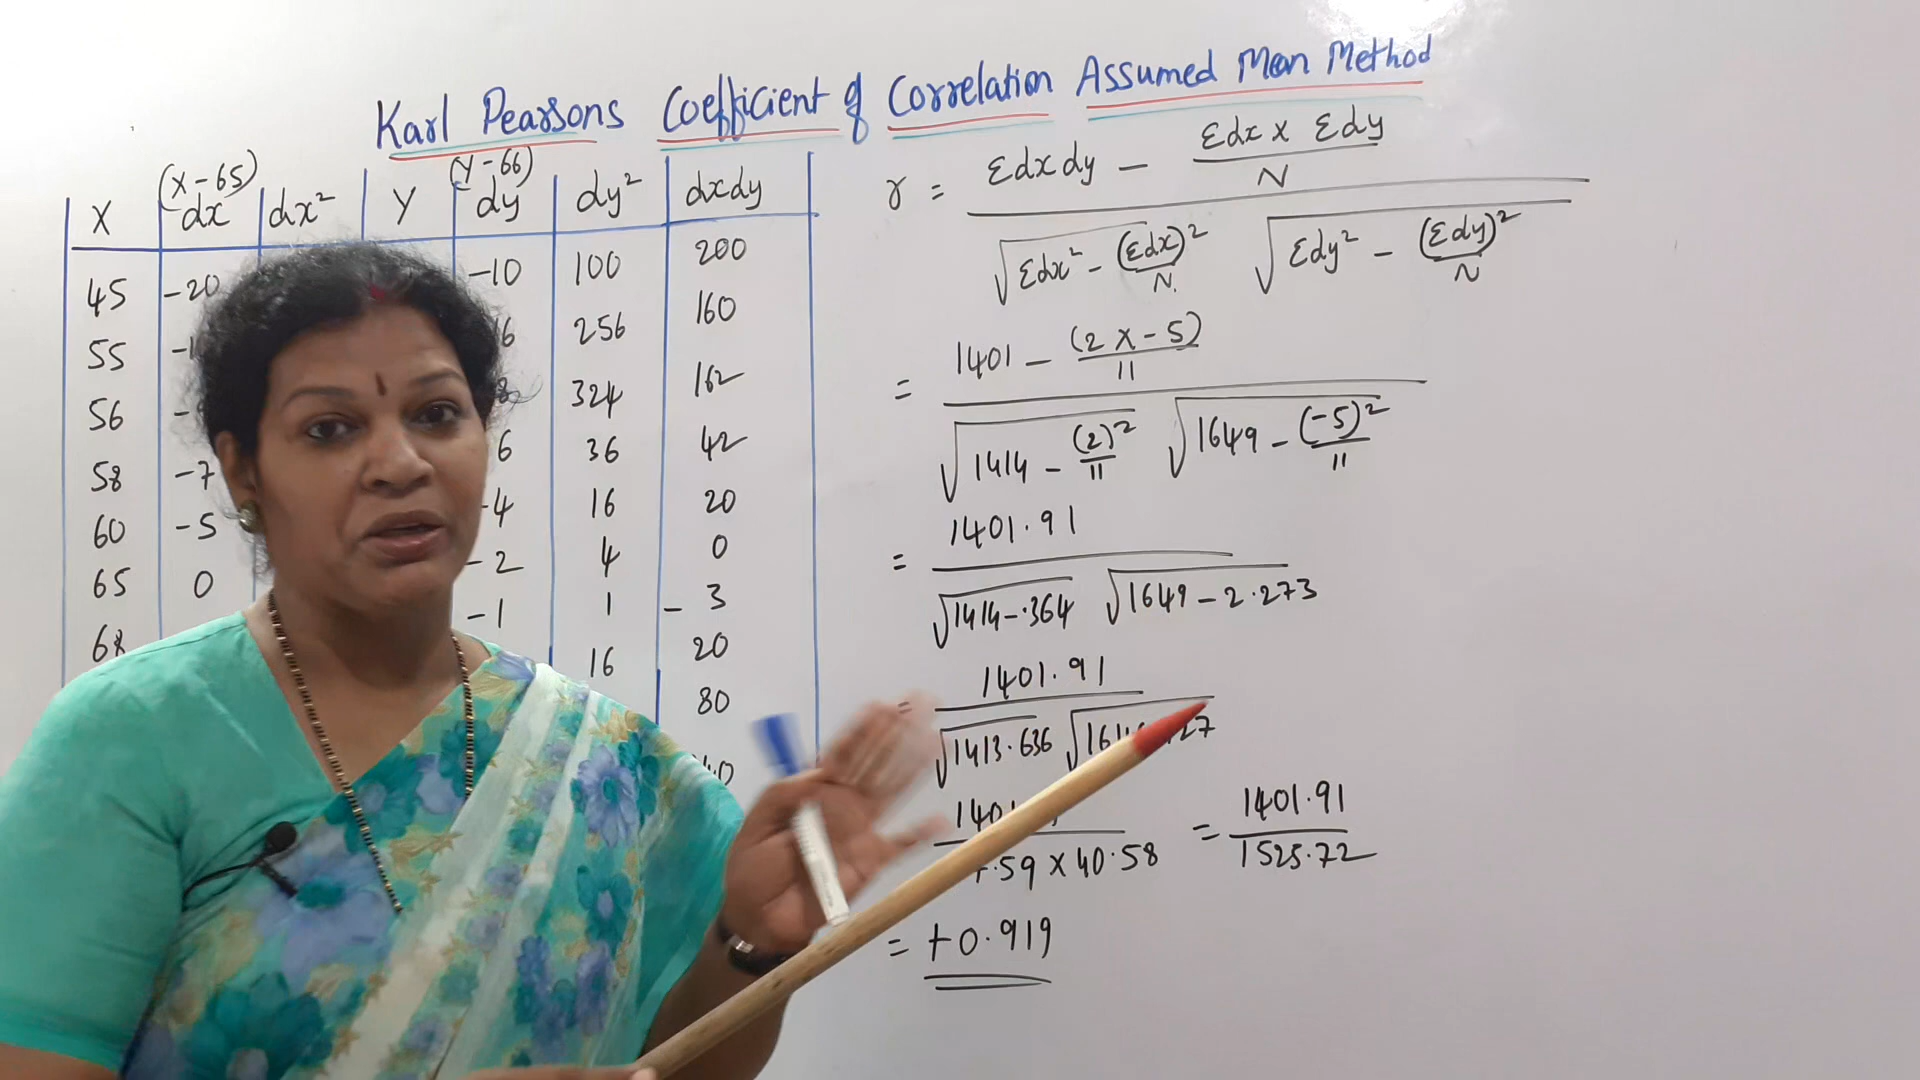 Karl Pearsons Coefficient of Correlation Assumed Mean Method
(X-65) (Y-66)
X dx dx² Y dy dy² dxdy
45 -20 -10 100 200
55 256 160
56 324 162
58 -7 6 36 42
60 -5 -4 16 20
65 0 -2 4 0
68 -1 1 -3
16 20
80
r = Σdxdy - Σdx x Σdy / N
√Σdx² - (Σdx)²/N √Σdy² - (Σdy)²/N
= 1401 - (2 x -5) / 11
√1414 - (2)²/11 √1649 - (-5)²/11
= 1401.91
√1414-.364 √1649-2.273
= 1401.91
√1413.636
= 1401.91
.59 x 40.58 1525.72
= +0.919